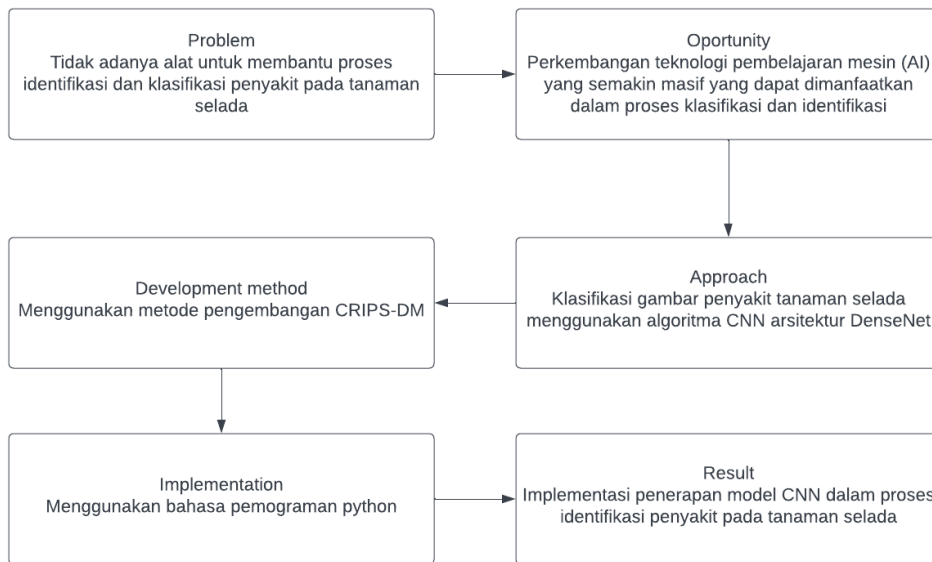 Problem
Tidak adanya alat untuk membantu proses
identifikasi dan klasifikasi penyakit pada tanaman
selada
Oportunity
Perkembangan teknologi pembelajaran mesin (AI)
yang semakin masif yang dapat dimanfaatkan
dalam proses klasifikasi dan identifikasi
Approach
Klasifikasi gambar penyakit tanaman selada
menggunakan algoritma CNN arsitektur DenseNet
Development method
Menggunakan metode pengembangan CRIPS-DM
Implementation
Menggunakan bahasa pemograman python
Result
Implementasi penerapan model CNN dalam proses
identifikasi penyakit pada tanaman selada